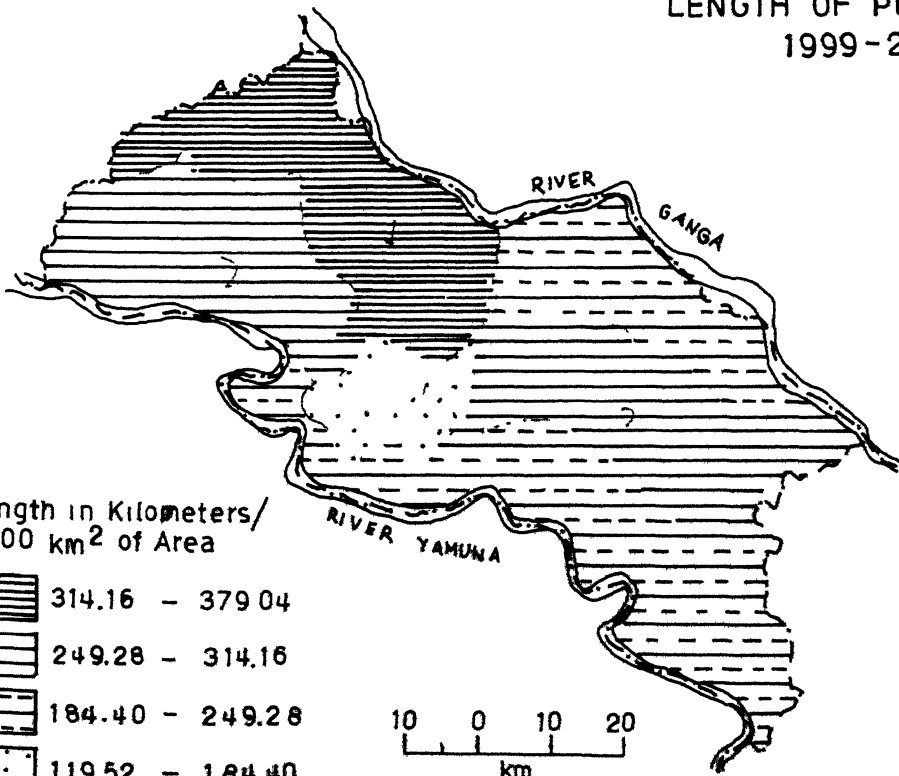 LENGTH OF
1999-2
RIVER
GANGA
RIVER YAMUNA
ngth in Kilometers/
00 km² of Area
314.16 - 379 04
249.28 - 314.16
184.40 - 249.28
119.52 - 184.40
10 0 10 20
km